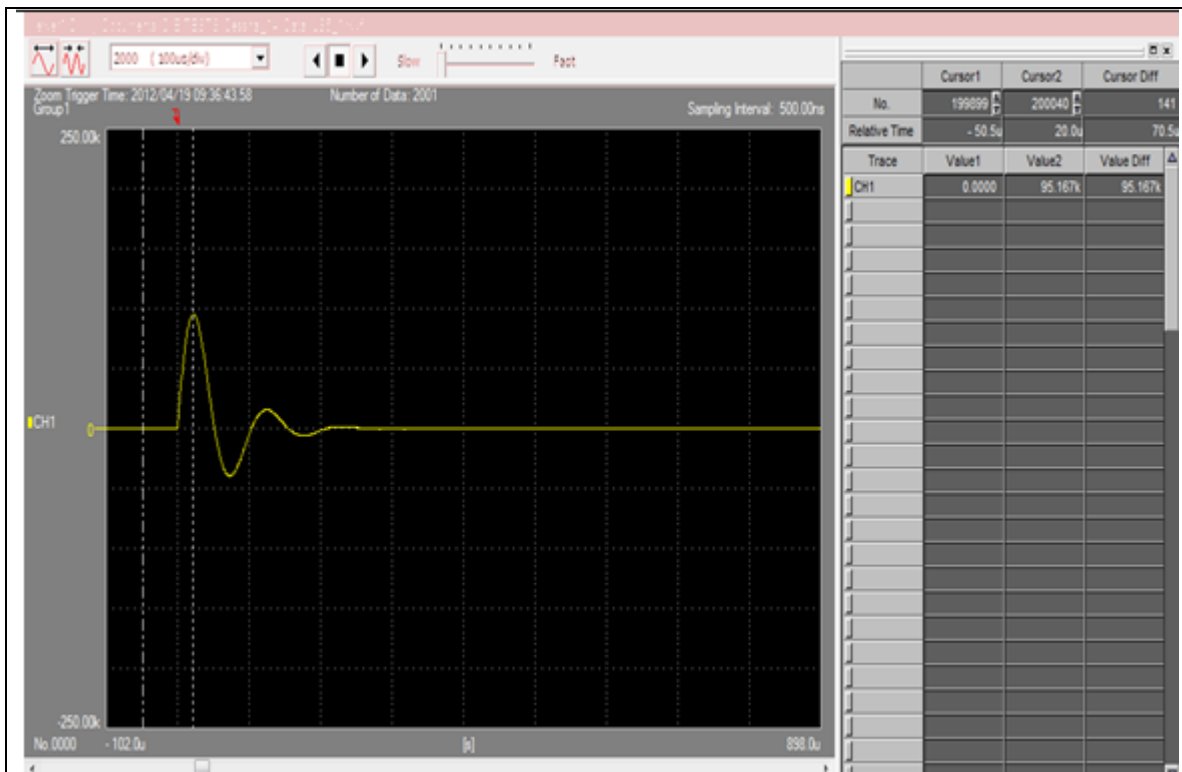 2000 ( 100us/div)
Slow
Fast
Zoom Trigger Time: 2012/04/19 09:36:43.58
Number of Data: 2001
Group1
Sampling Interval: 500.00ns
250.00k
CH1
0
-250.00k
No.0000
- 102.0u
[s]
898.0u
Cursor1 Cursor2 Cursor Diff
No. 199899 200040 141
Relative Time - 50.5u 20.0u 70.5u
Trace Value1 Value2 Value Diff
CH1 0.0000 95.167k 95.167k